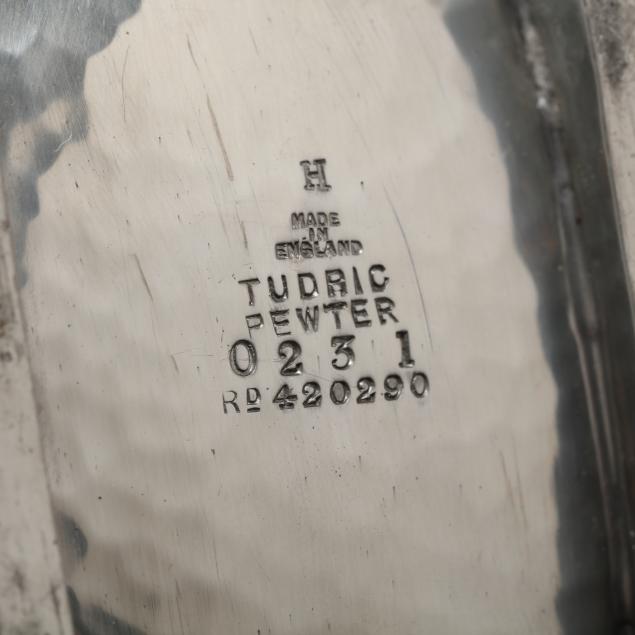 H
MADE
IN
ENGLAND
TUDRIC
PEWTER
0231
RD 420290